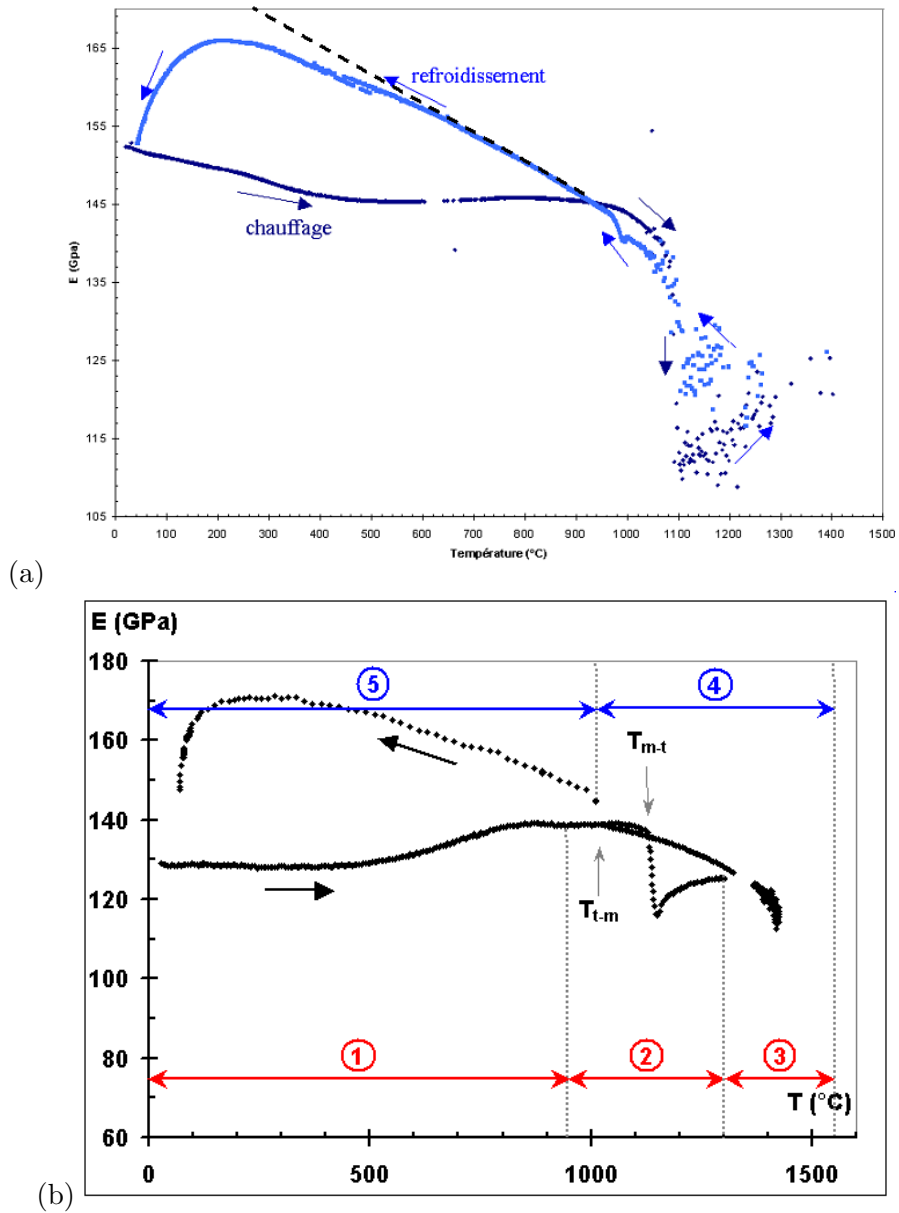 165
155
145
135
125
115
105
E (Gpa)
refroidissement
chauffage
0 100 200 300 400 500 600 700 800 900 1000 1100 1200 1300 1400 1500
Température (°C)
(a)
E (GPa)
180
160
140
120
100
80
60
5 4
T m-t
T t-m
1 2 3
T (°C)
0 500 1000 1500
(b)